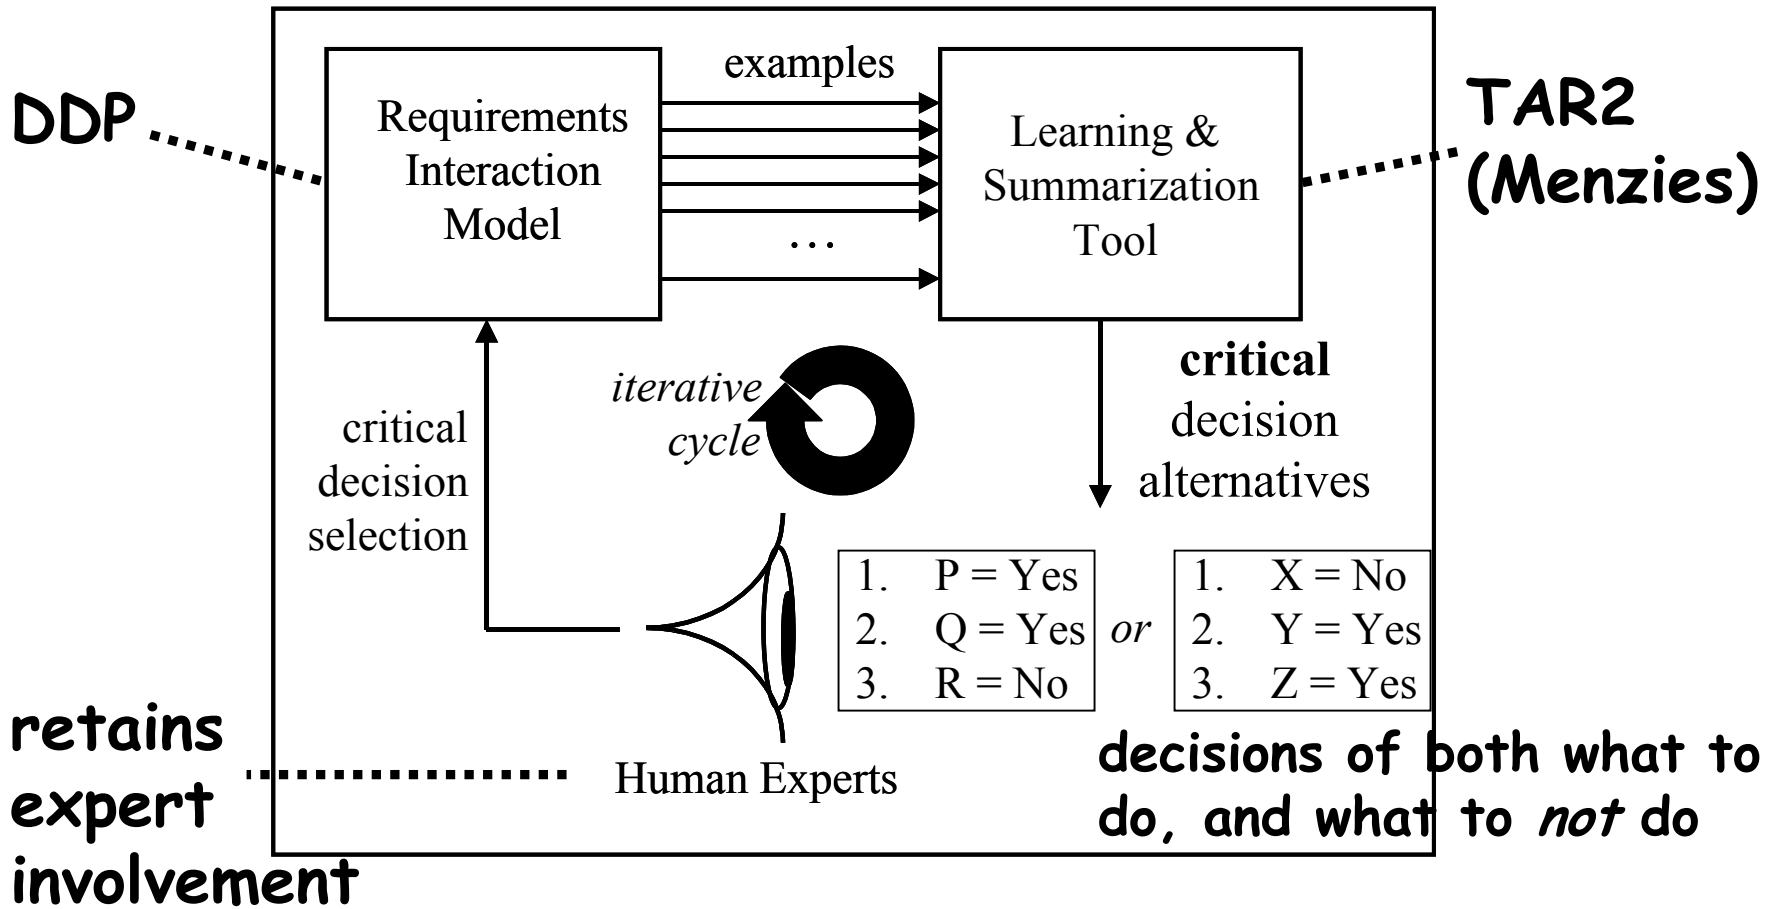 DDP
Requirements
Interaction
Model
examples
…
Learning &
Summarization
Tool
TAR2
(Menzies)
iterative
cycle
critical
decision
selection
critical
decision
alternatives
1. P = Yes
2. Q = Yes
3. R = No
or
1. X = No
2. Y = Yes
3. Z = Yes
Human Experts
retains
expert
involvement
decisions of both what to
do, and what to not do